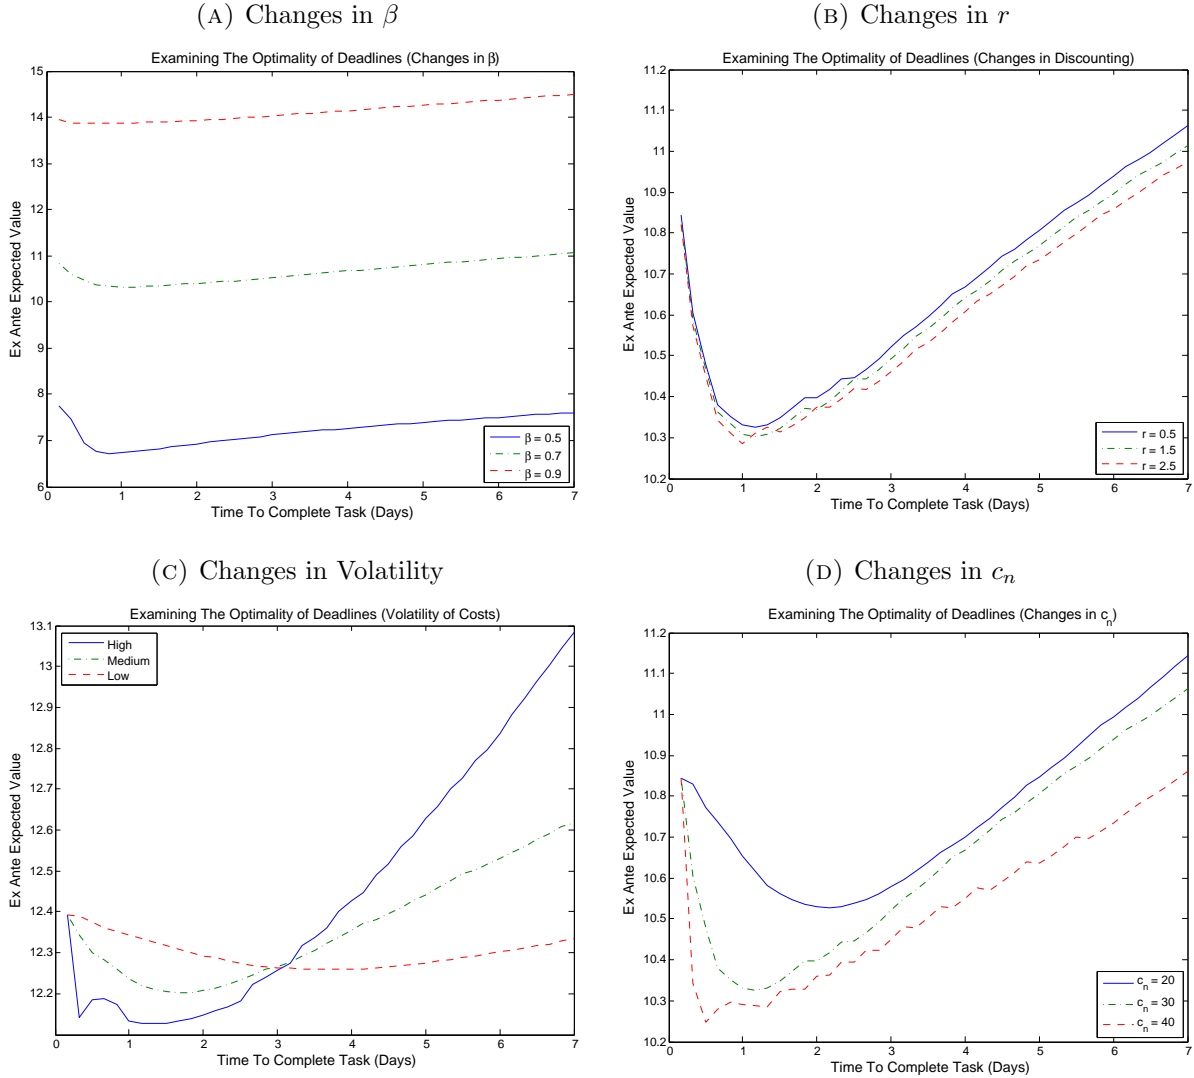 (A) Changes in β
Examining The Optimality of Deadlines (Changes in β)
15
14
13
12
11
10
9
8
7
6
Ex Ante Expected Value
0 1 2 3 4 5 6 7
Time To Complete Task (Days)
β = 0.5
β = 0.7
β = 0.9
(B) Changes in r
Examining The Optimality of Deadlines (Changes in Discounting)
11.2
11.1
11
10.9
10.8
10.7
10.6
10.5
10.4
10.3
10.2
Ex Ante Expected Value
0 1 2 3 4 5 6 7
Time To Complete Task (Days)
r = 0.5
r = 1.5
r = 2.5
(C) Changes in Volatility
Examining The Optimality of Deadlines (Volatility of Costs)
13.1
13
12.9
12.8
12.7
12.6
12.5
12.4
12.3
12.2
Ex Ante Expected Value
0 1 2 3 4 5 6 7
Time To Complete Task (Days)
High
Medium
Low
(D) Changes in c_n
Examining The Optimality of Deadlines (Changes in c_n)
11.2
11.1
11
10.9
10.8
10.7
10.6
10.5
10.4
10.3
10.2
Ex Ante Expected Value
0 1 2 3 4 5 6 7
Time To Complete Task (Days)
c_n = 20
c_n = 30
c_n = 40